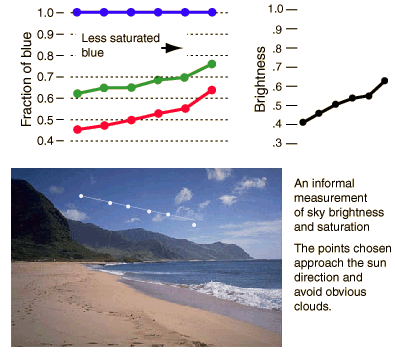 Fraction of blue
1.0
0.9
0.8
0.7
0.6
0.5
0.4
Less saturated
blue
Brightness
1.0
.9
.8
.7
.6
.5
.4
.3
An informal
measurement
of sky brightness
and saturation
The points chosen
approach the sun
direction and
avoid obvious
clouds.